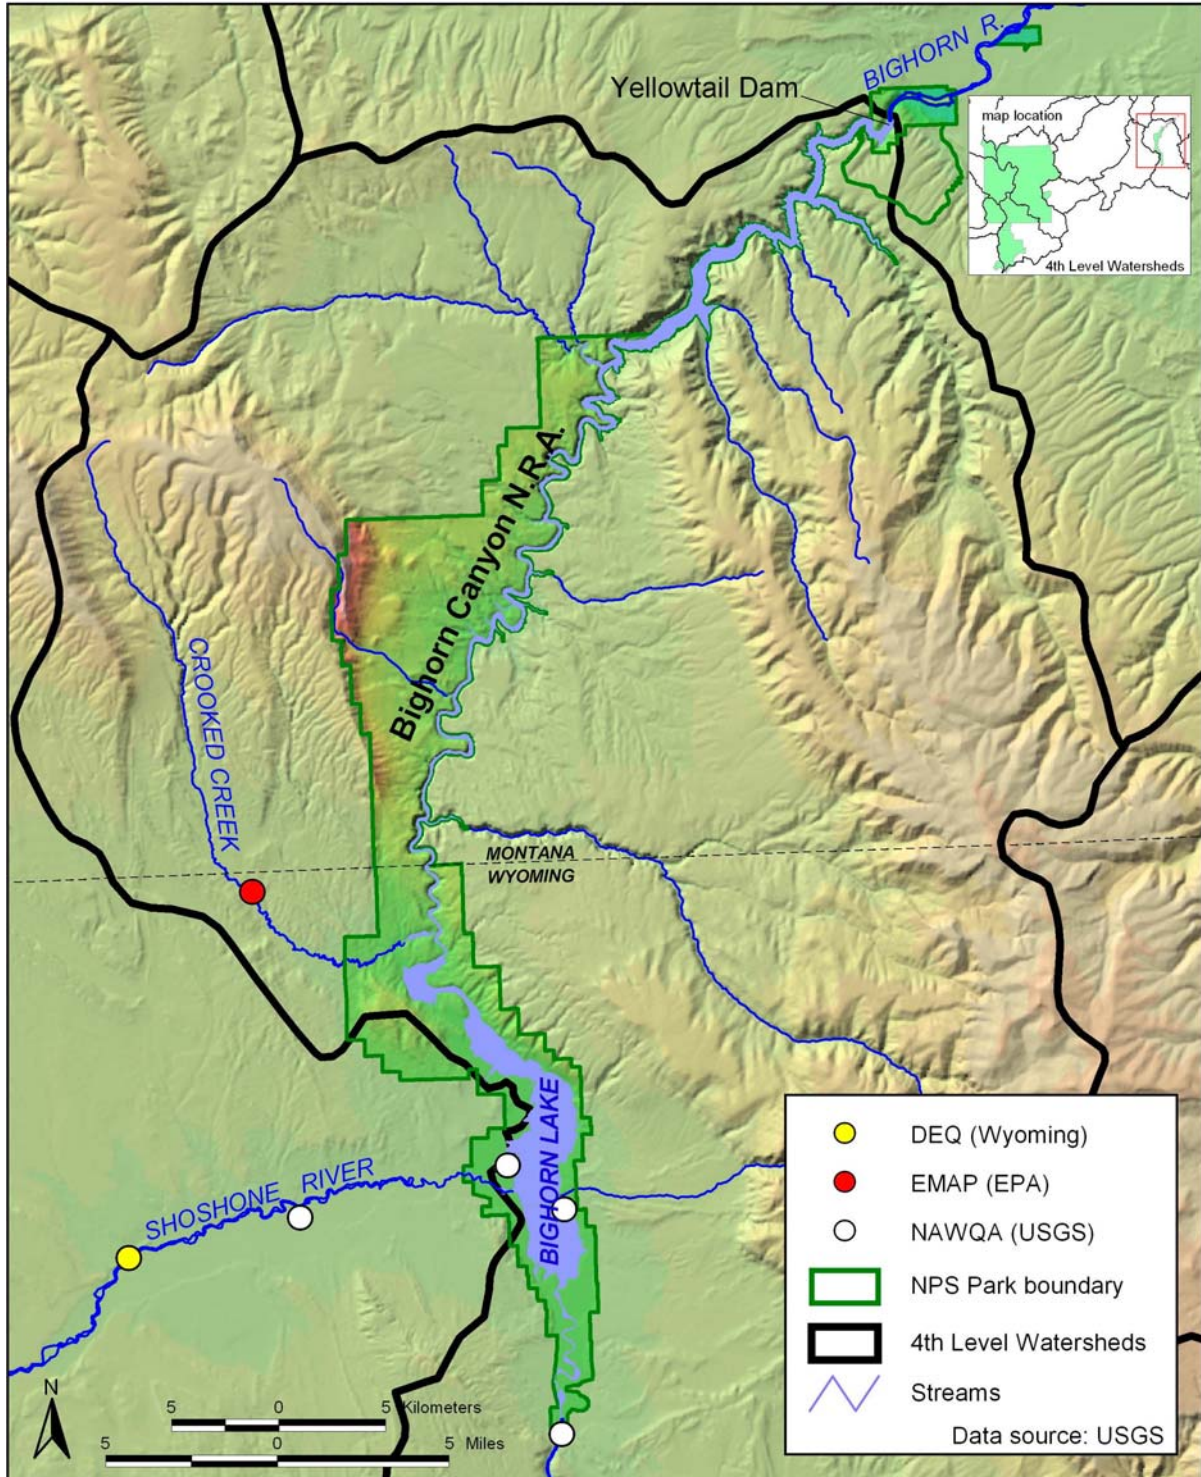 BIGHORN R.
Yellowtail Dam
map location
4th Level Watersheds
Bighorn Canyon N.R.A.
CROOKED CREEK
MONTANA
WYOMING
BIGHORN LAKE
SHOSHONE RIVER
DEQ (Wyoming)
EMAP (EPA)
NAWQA (USGS)
NPS Park boundary
4th Level Watersheds
Streams
Data source: USGS
N
5 0 5 Kilometers
5 0 5 Miles